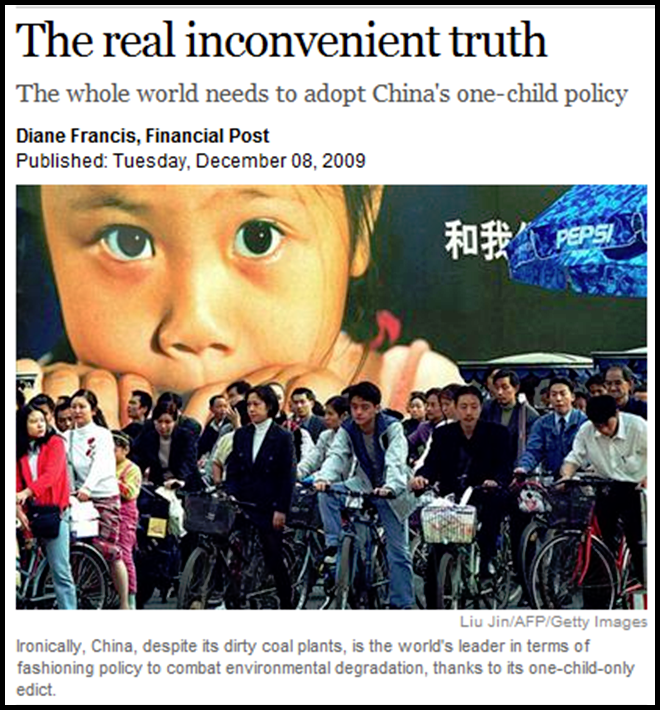 The real inconvenient truth
The whole world needs to adopt China's one-child policy
Diane Francis, Financial Post
Published: Tuesday, December 08, 2009
和我
PEPSI
Liu Jin/AFP/Getty Images
Ironically, China, despite its dirty coal plants, is the world's leader in terms of
fashioning policy to combat environmental degradation, thanks to its one-child-only
edict.